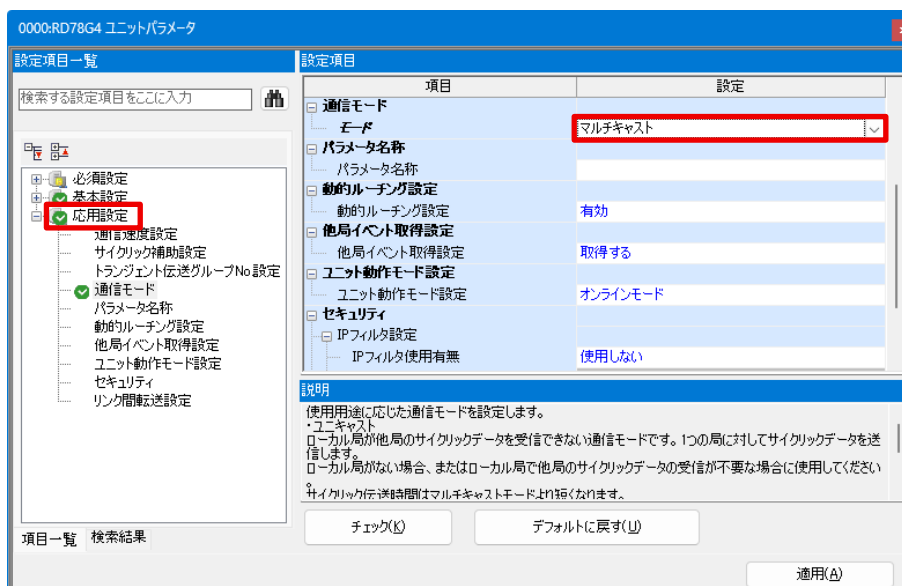 0000:RD78G4 ユニットパラメータ
設定項目一覧
検索する設定項目をここに入力
必須設定
基本設定
応用設定
通信速度設定
サイクリック補助設定
トランジェント伝送グループNo設定
通信モード
パラメータ名称
動的ルーチング設定
他局イベント取得設定
ユニット動作モード設定
セキュリティ
リンク間転送設定
項目一覧 検索結果
設定項目
項目 設定
通信モード
モード マルチキャスト
パラメータ名称
パラメータ名称
動的ルーチング設定
動的ルーチング設定 有効
他局イベント取得設定
他局イベント取得設定 取得する
ユニット動作モード設定
ユニット動作モード設定 オンラインモード
セキュリティ
IPフィルタ設定
IPフィルタ使用有無 使用しない
説明
使用用途に応じた通信モードを設定します。
・ユニキャスト
ローカル局が他局のサイクリックデータを受信できない通信モードです。1つの局に対してサイクリックデータを送
信します。
ローカル局がない場合、またはローカル局で他局のサイクリックデータの受信が不要な場合に使用してください
。
サイクリック伝送時間はマルチキャストモードより短くなります。
チェック(K) デフォルトに戻す(U)
適用(A)